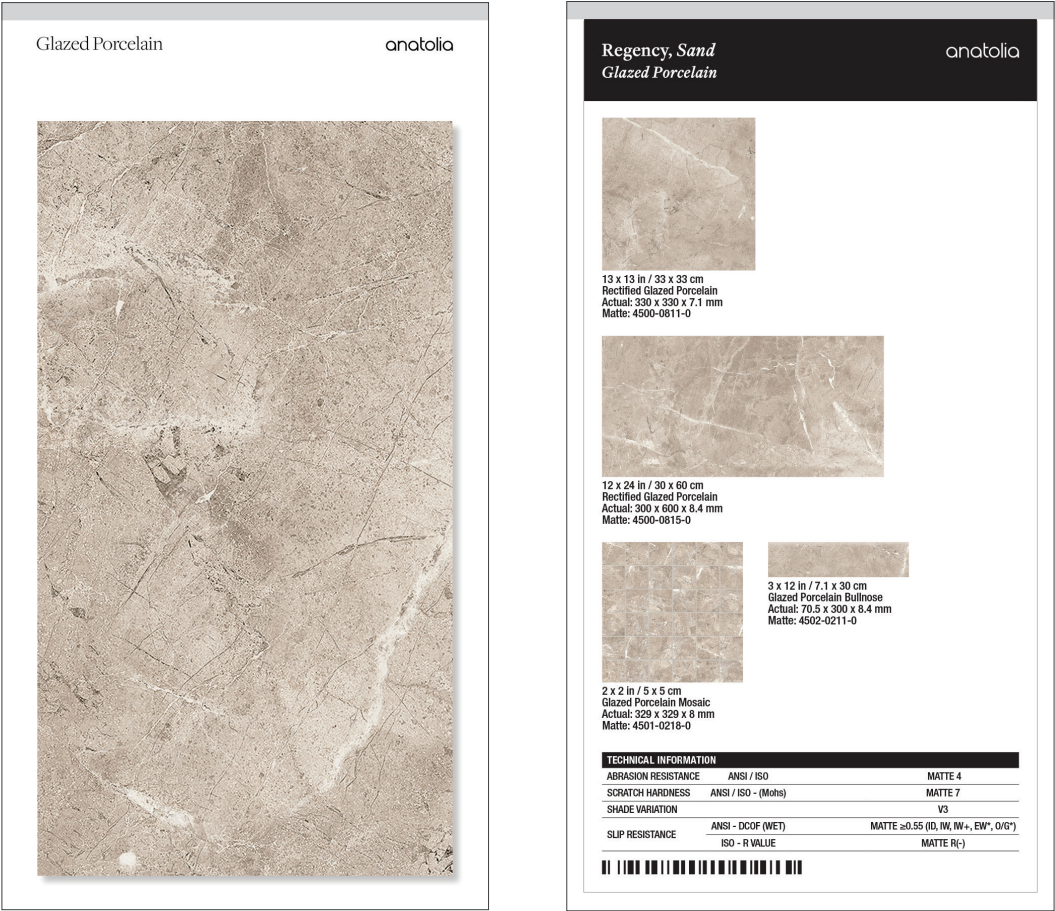 Glazed Porcelain
anatolia
Regency, Sand
Glazed Porcelain
anatolia
13 x 13 in / 33 x 33 cm
Rectified Glazed Porcelain
Actual: 330 x 330 x 7.1 mm
Matte: 4500-0811-0
12 x 24 in / 30 x 60 cm
Rectified Glazed Porcelain
Actual: 300 x 600 x 8.4 mm
Matte: 4500-0815-0
2 x 2 in / 5 x 5 cm
Glazed Porcelain Mosaic
Actual: 329 x 329 x 8 mm
Matte: 4501-0218-0
3 x 12 in / 7.1 x 30 cm
Glazed Porcelain Bullnose
Actual: 70.5 x 300 x 8.4 mm
Matte: 4502-0211-0
TECHNICAL INFORMATION
ABRASION RESISTANCE ANSI / ISO MATTE 4
SCRATCH HARDNESS ANSI / ISO - (Mohs) MATTE 7
SHADE VARIATION V3
SLIP RESISTANCE ANSI - DCOF (WET) MATTE ≥0.55 (ID, IW, IW+, EW*, O/G*)
ISO - R VALUE MATTE R(-)